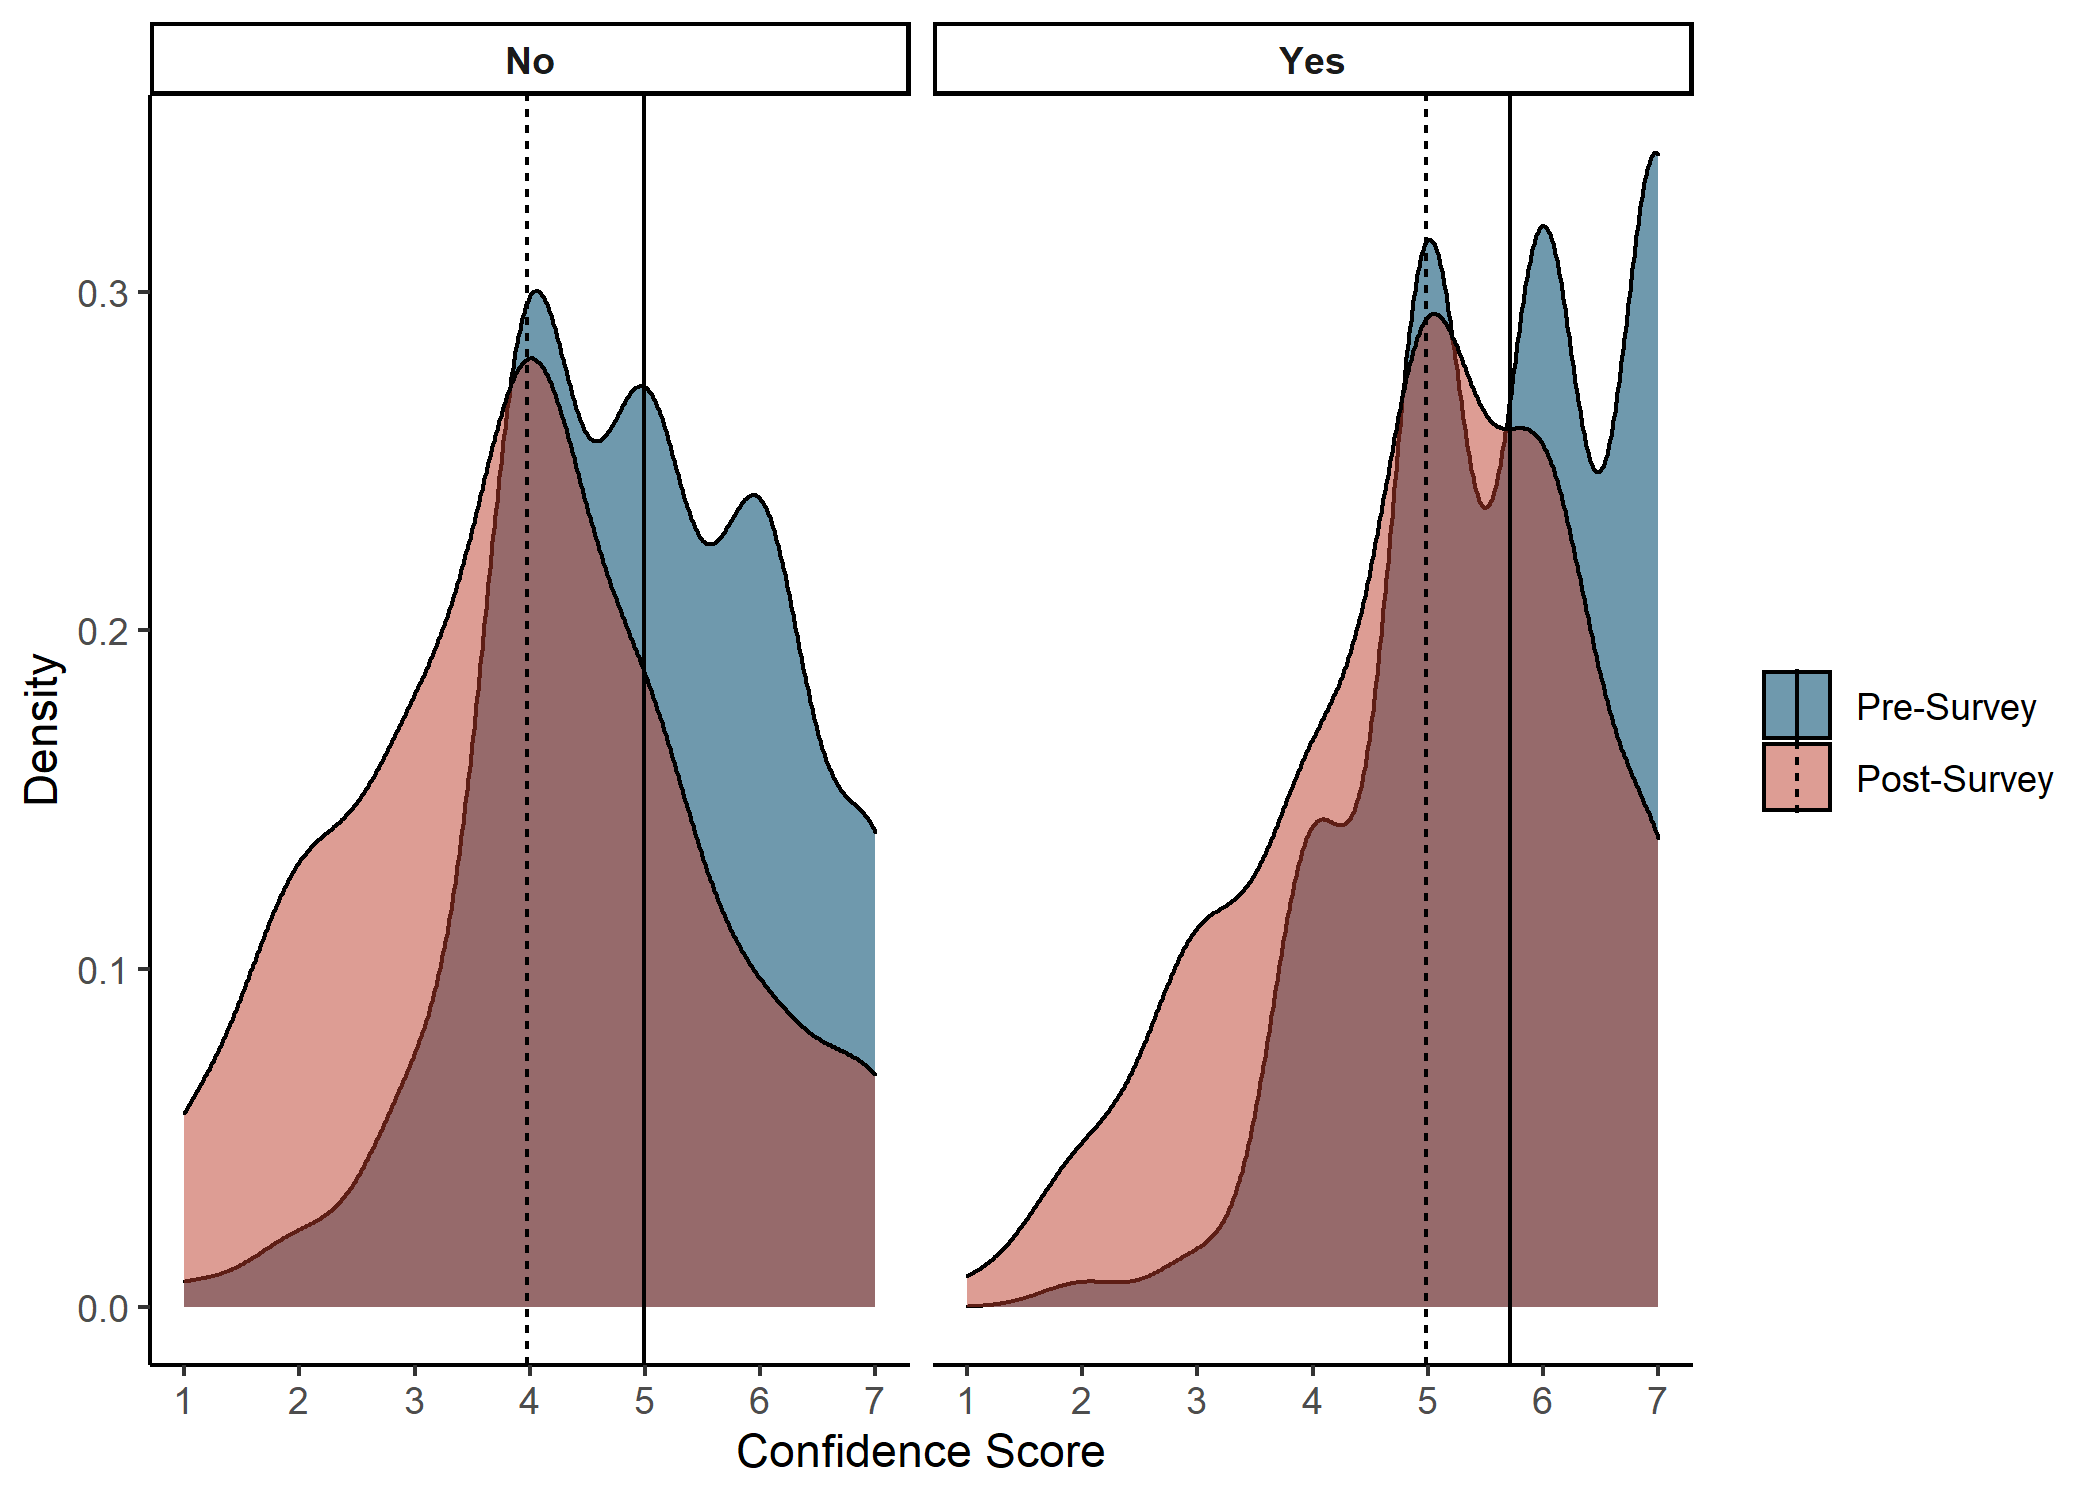 No
Yes
Density
0.3
0.2
0.1
0.0
1 2 3 4 5 6 7
1 2 3 4 5 6 7
Confidence Score
Pre-Survey
Post-Survey